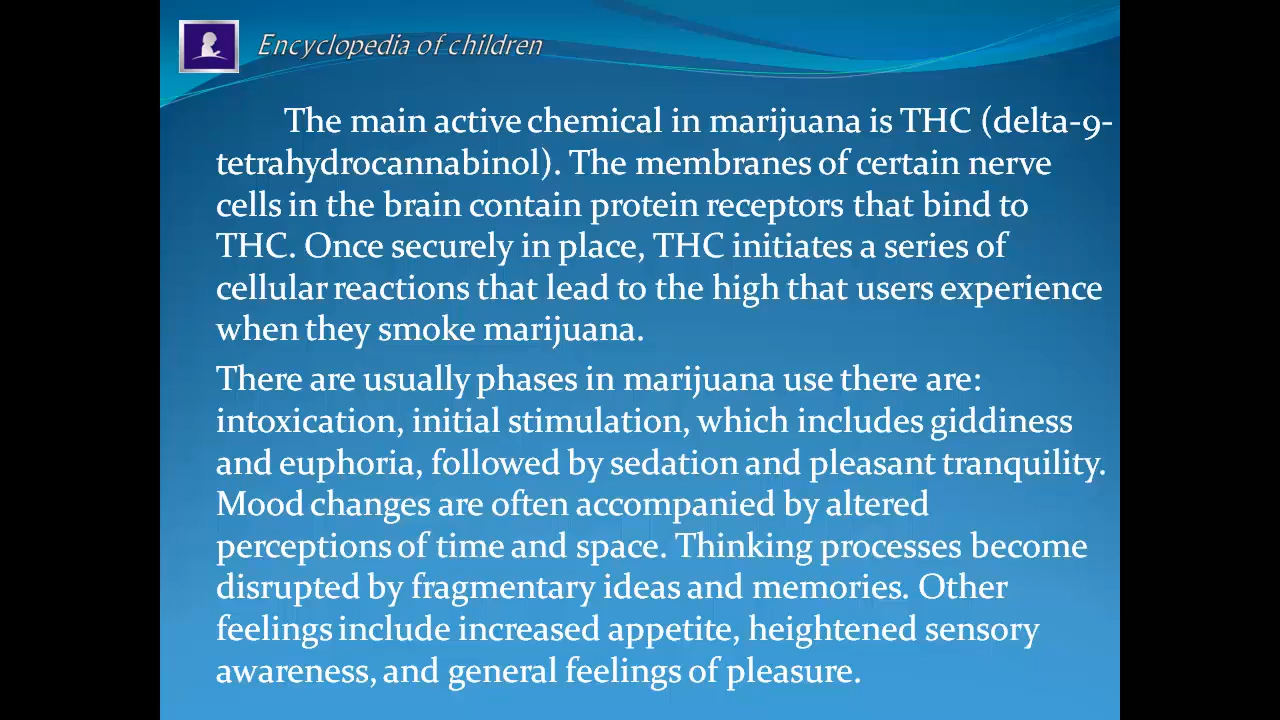 Encyclopedia of children
The main active chemical in marijuana is THC (delta-9-
tetrahydrocannabinol). The membranes of certain nerve
cells in the brain contain protein receptors that bind to
THC. Once securely in place, THC initiates a series of
cellular reactions that lead to the high that users experience
when they smoke marijuana.
There are usually phases in marijuana use there are:
intoxication, initial stimulation, which includes giddiness
and euphoria, followed by sedation and pleasant tranquility.
Mood changes are often accompanied by altered
perceptions of time and space. Thinking processes become
disrupted by fragmentary ideas and memories. Other
feelings include increased appetite, heightened sensory
awareness, and general feelings of pleasure.